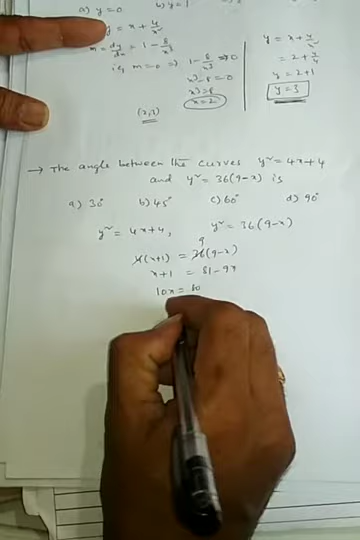 a) y=0 b) y=1
y = x + 4/x²
m = dy/dx = 1 - 8/x³
if m=0 => 1 - 8/x³ = 0
x³-8=0
x³=8
x=2
y = x + 4/x²
= 2 + 4/4
y = 2+1
y = 3
(2,3)
→ The angle between the curves y² = 4x+4
and y² = 36(9-x) is
a) 30° b) 45° c) 60° d) 90°
y² = 4x+4, y² = 36(9-x)
4(x+1) = 36(9-x)
9
x+1 = 81-9x
10x = 80